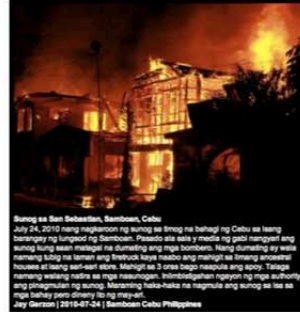 Sunog sa San Sebastian, Samboan, Cebu
July 24, 2010 nang nagkaroon ng sunog sa timog na bahagi ng Cebu sa isang
barangay ng lungsod ng Samboan. Pasado ala sais y media ng gabi nangyari ang
sunog kung saan matagal na dumating ang mga bombero. Nang dumating ay wala
namang tubig na laman ang firetruck kaya naabo ang mahigit sa limang ancestral
houses at isang sari-sari store. Mahigit sa 3 oras bago naapula ang apoy. Talaga
namang walang natira sa mga nasunogan. Iniimbistigahan ngayon ng mga authority
ang pinagmulan ng sunog. Maraming haka-haka na nagmula ang sunog sa isa sa
mga bahay pero dineny ito ng may-ari.
Jay Gerzon | 2010-07-24 | Samboan Cebu Philippines